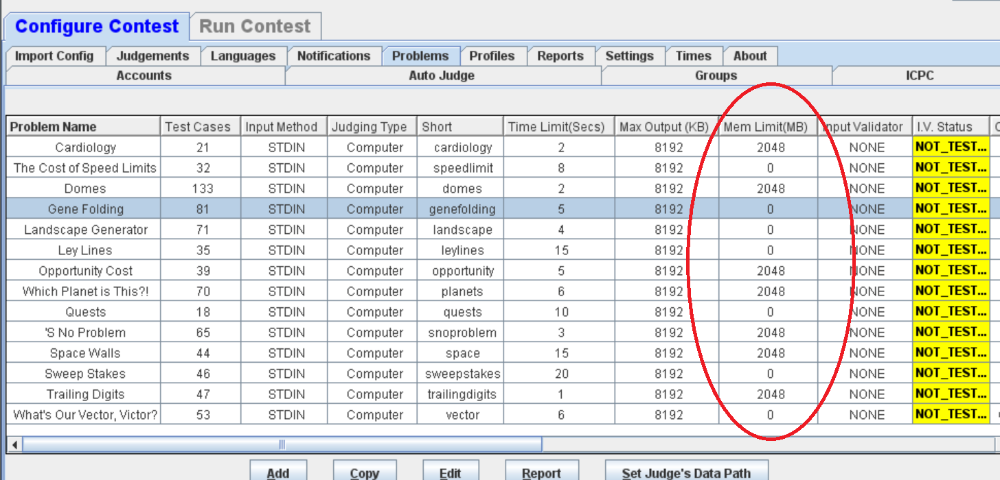 Configure Contest Run Contest
Import Config Judgements Languages Notifications Problems Profiles Reports Settings Times About
Accounts Auto Judge Groups ICPC
Problem Name Test Cases Input Method Judging Type Short Time Limit(Secs) Max Output (KB) Mem Limit(MB) Input Validator I.V. Status
Cardiology 21 STDIN Computer cardiology 2 8192 2048 NONE NOT_TEST...
The Cost of Speed Limits 32 STDIN Computer speedlimit 8 8192 0 NONE NOT_TEST...
Domes 133 STDIN Computer domes 2 8192 2048 NONE NOT_TEST...
Gene Folding 81 STDIN Computer genefolding 5 8192 0 NONE NOT_TEST...
Landscape Generator 71 STDIN Computer landscape 4 8192 0 NONE NOT_TEST...
Ley Lines 35 STDIN Computer leylines 15 8192 0 NONE NOT_TEST...
Opportunity Cost 39 STDIN Computer opportunity 5 8192 2048 NONE NOT_TEST...
Which Planet is This?! 70 STDIN Computer planets 6 8192 2048 NONE NOT_TEST...
Quests 18 STDIN Computer quests 10 8192 0 NONE NOT_TEST...
'S No Problem 65 STDIN Computer snoproblem 3 8192 2048 NONE NOT_TEST...
Space Walls 44 STDIN Computer space 15 8192 2048 NONE NOT_TEST...
Sweep Stakes 46 STDIN Computer sweepstakes 20 8192 0 NONE NOT_TEST...
Trailing Digits 47 STDIN Computer trailingdigits 1 8192 2048 NONE NOT_TEST...
What's Our Vector, Victor? 53 STDIN Computer vector 6 8192 0 NONE NOT_TEST...
Add Copy Edit Report Set Judge's Data Path